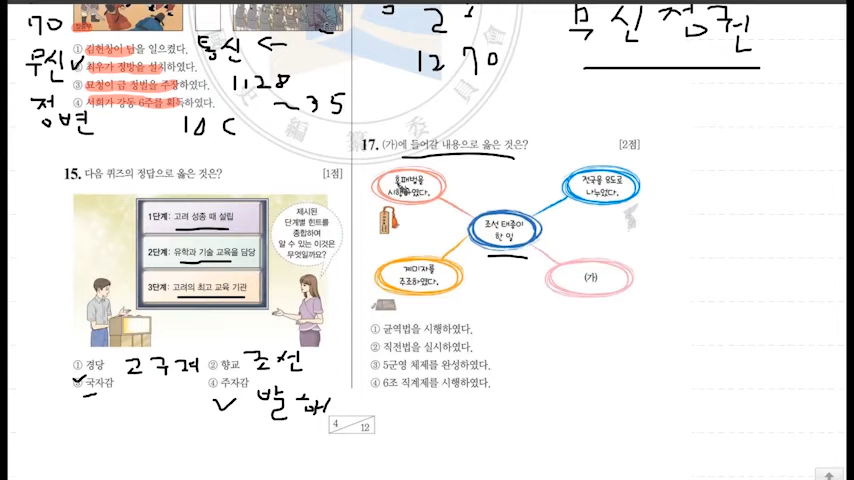 70
무신
정변
① 김현창이 난을 일으켰다.
② 최우가 정방을 설치하였다.
③ 묘청이 금 정벌을 주장하였다.
④ 서희가 강동 6주를 획득하였다.
통신 ←
1128
~35
10C
2
1270
무신정권
15. 다음 퀴즈의 정답으로 옳은 것은? [1점]
1단계: 고려 성종 때 설립
2단계: 유학과 기술 교육을 담당
3단계: 고려의 최고 교육 기관
제시된
단계별 힌트를
종합하여
알 수 있는 이것은
무엇일까요?
① 경당 고구려 ② 향교 조선
③ 국자감 ④ 주자감
발해
4
12
17. (가)에 들어갈 내용으로 옳은 것은? [2점]
호패법을
시행하였다.
전국을 8도로
나누었다.
조선 태종이
한 일
계미자를
주조하였다.
(가)
① 균역법을 시행하였다.
② 직전법을 실시하였다.
③ 5군영 체제를 완성하였다.
④ 6조 직계제를 시행하였다.